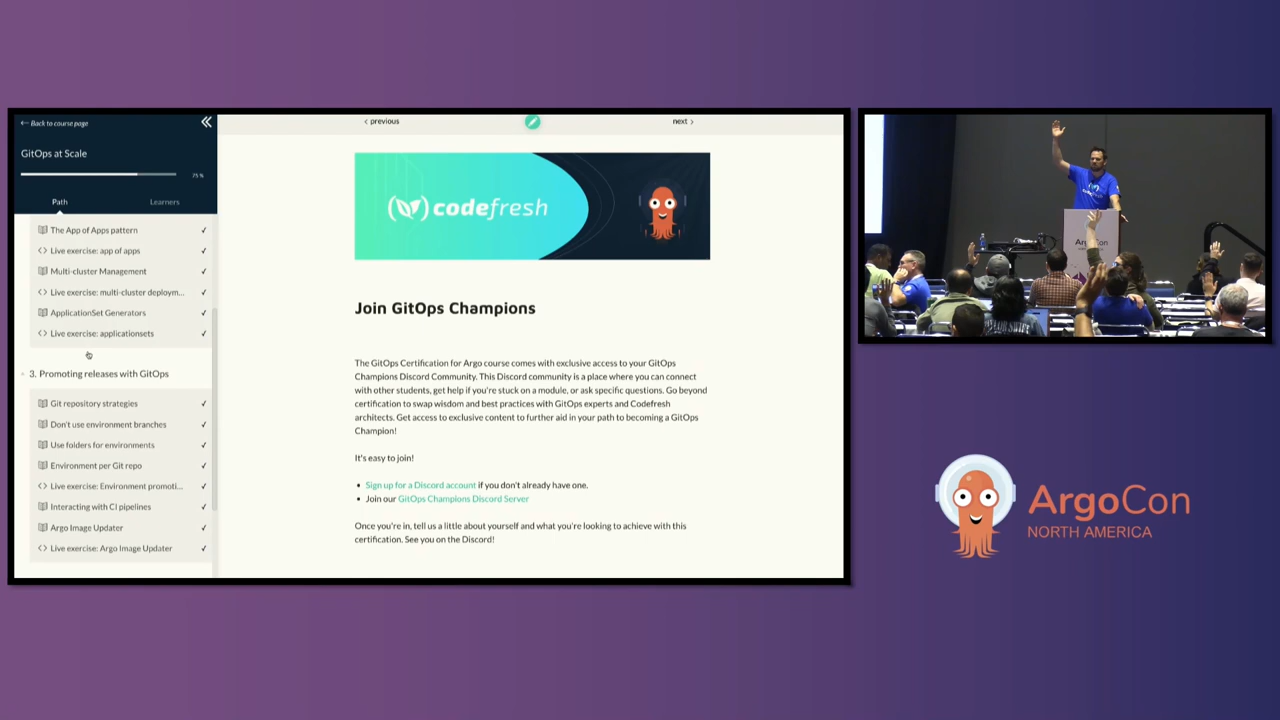 ← Back to course page
GitOps at Scale
75 %
Path
Learners
The App of Apps pattern
Live exercise: app of apps
Multi-cluster Management
Live exercise: multi-cluster deploym...
ApplicationSet Generators
Live exercise: applicationsets
3. Promoting releases with GitOps
Git repository strategies
Don't use environment branches
Use folders for environments
Environment per Git repo
Live exercise: Environment promoti...
Interacting with CI pipelines
Argo Image Updater
Live exercise: Argo Image Updater
< previous
next >
codefresh
Join GitOps Champions
The GitOps Certification for Argo course comes with exclusive access to your GitOps
Champions Discord Community. This Discord community is a place where you can connect
with other students, get help if you're stuck on a module, or ask specific questions. Go beyond
certification to swap wisdom and best practices with GitOps experts and Codefresh
architects. Get access to exclusive content to further aid in your path to becoming a GitOps
Champion!
It's easy to join!
• Sign up for a Discord account if you don't already have one.
• Join our GitOps Champions Discord Server
Once you're in, tell us a little about yourself and what you're looking to achieve with this
certification. See you on the Discord!
ArgoCon
NORTH AMERICA